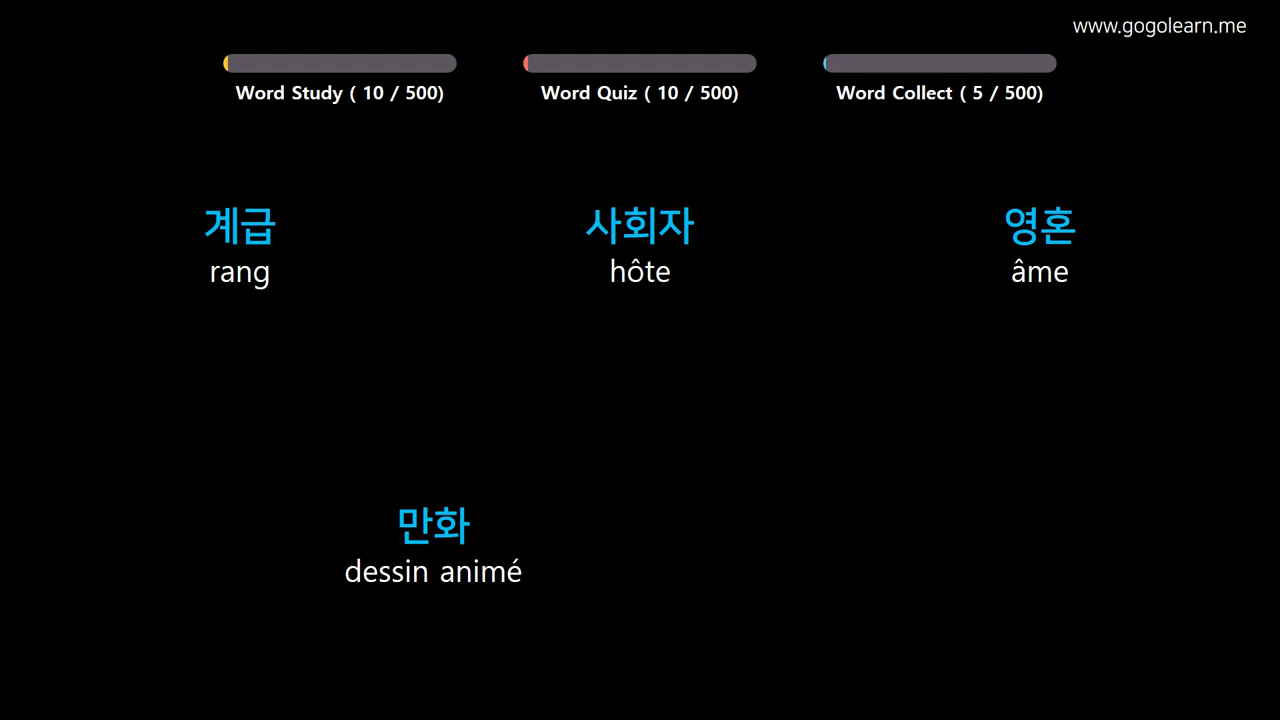 www.gogolearn.me
Word Study ( 10 / 500)
Word Quiz ( 10 / 500)
Word Collect ( 5 / 500)
계급
rang
사회자
hôte
영혼
âme
만화
dessin animé